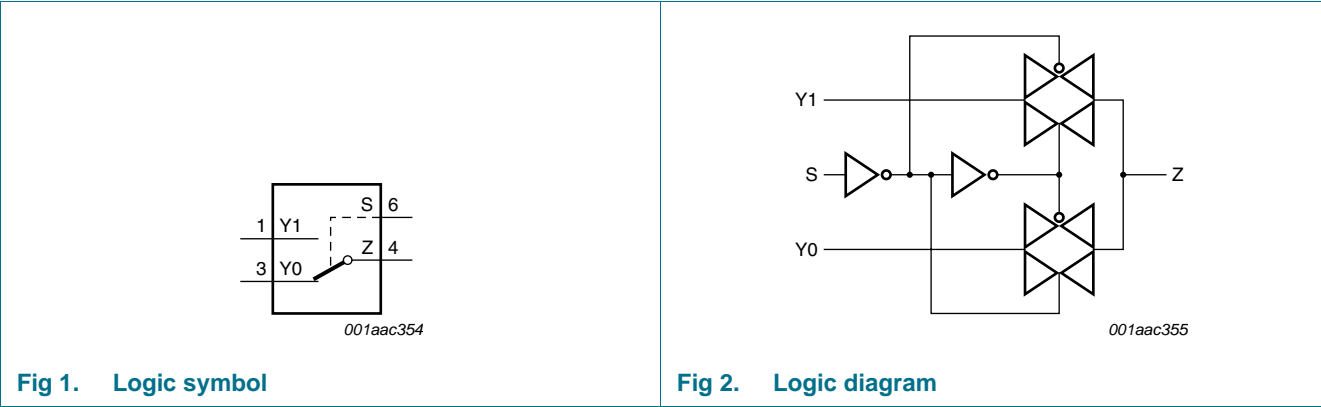 S 6
1 Y1
Z 4
3 Y0
001aac354
Fig 1. Logic symbol
Y1
S
Z
Y0
001aac355
Fig 2. Logic diagram